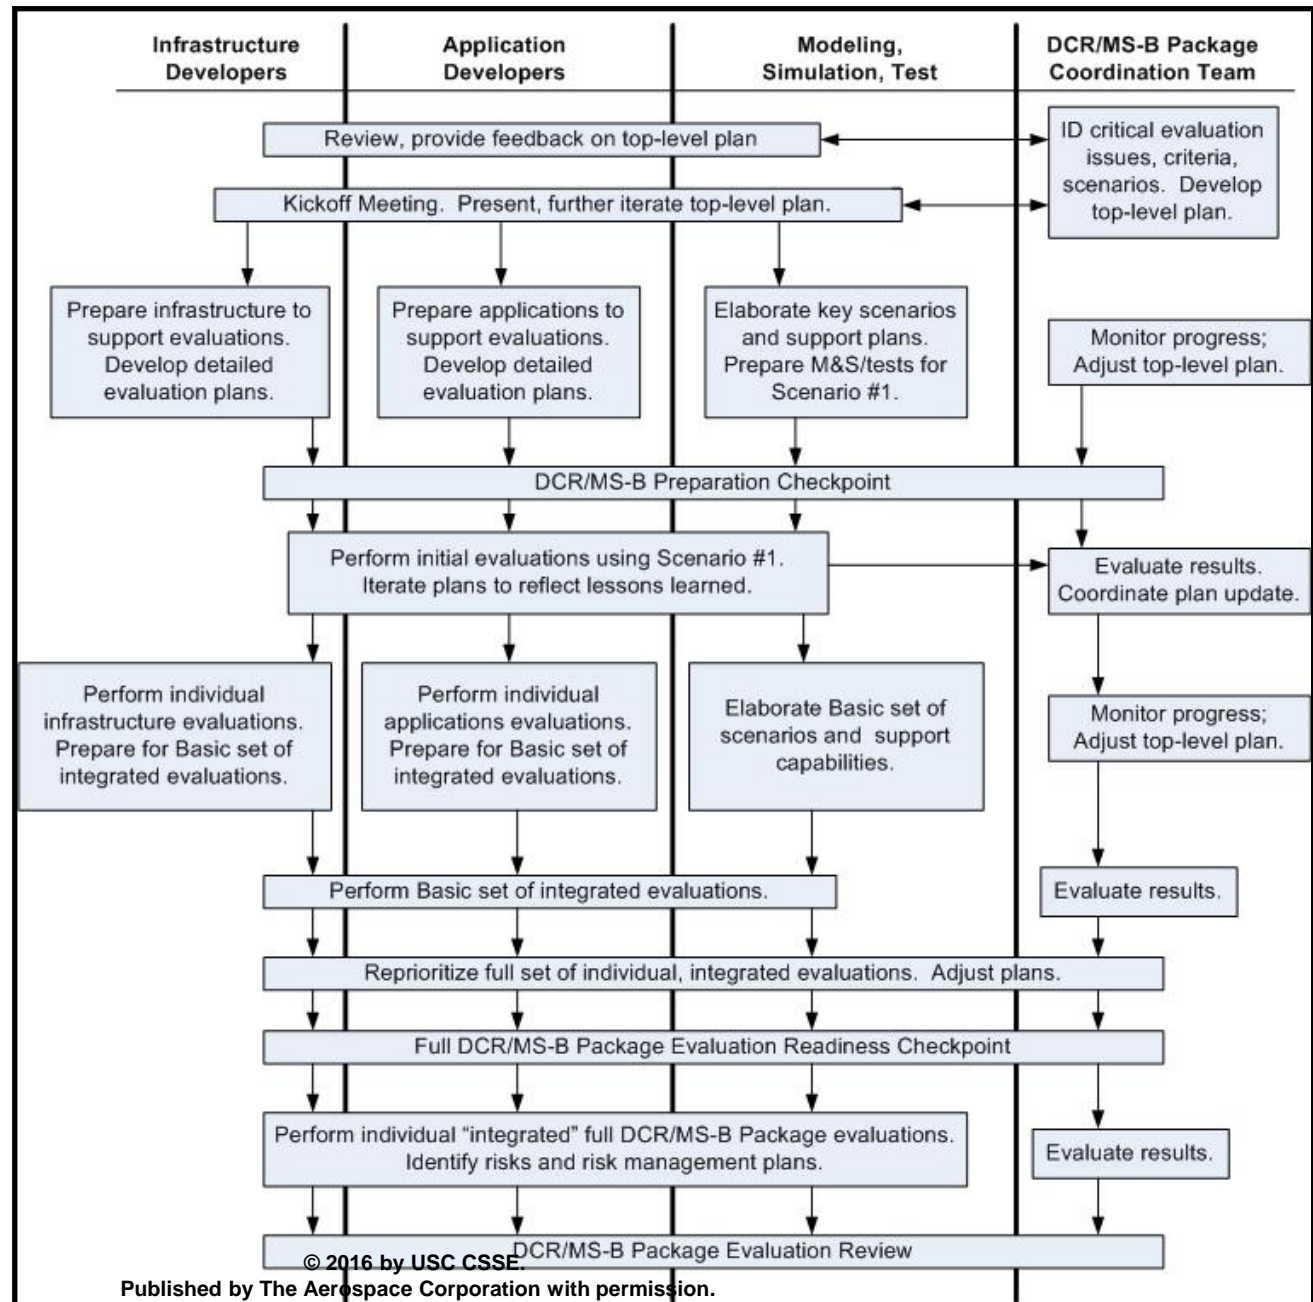 Infrastructure
Developers
Application
Developers
Modeling,
Simulation, Test
DCR/MS-B Package
Coordination Team
Review, provide feedback on top-level plan
ID critical evaluation
issues, criteria,
scenarios. Develop
top-level plan.
Kickoff Meeting. Present, further iterate top-level plan.
Prepare infrastructure to
support evaluations.
Develop detailed
evaluation plans.
Prepare applications to
support evaluations.
Develop detailed
evaluation plans.
Elaborate key scenarios
and support plans.
Prepare M&S/tests for
Scenario #1.
Monitor progress;
Adjust top-level plan.
DCR/MS-B Preparation Checkpoint
Perform initial evaluations using Scenario #1.
Iterate plans to reflect lessons learned.
Evaluate results.
Coordinate plan update.
Perform individual
infrastructure evaluations.
Prepare for Basic set of
integrated evaluations.
Perform individual
applications evaluations.
Prepare for Basic set of
integrated evaluations.
Elaborate Basic set of
scenarios and support
capabilities.
Monitor progress;
Adjust top-level plan.
Perform Basic set of integrated evaluations.
Evaluate results.
Reprioritize full set of individual, integrated evaluations. Adjust plans.
Full DCR/MS-B Package Evaluation Readiness Checkpoint
Perform individual “integrated” full DCR/MS-B Package evaluations.
Identify risks and risk management plans.
Evaluate results.
DCR/MS-B Package Evaluation Review
© 2016 by USC CSSE.
Published by The Aerospace Corporation with permission.